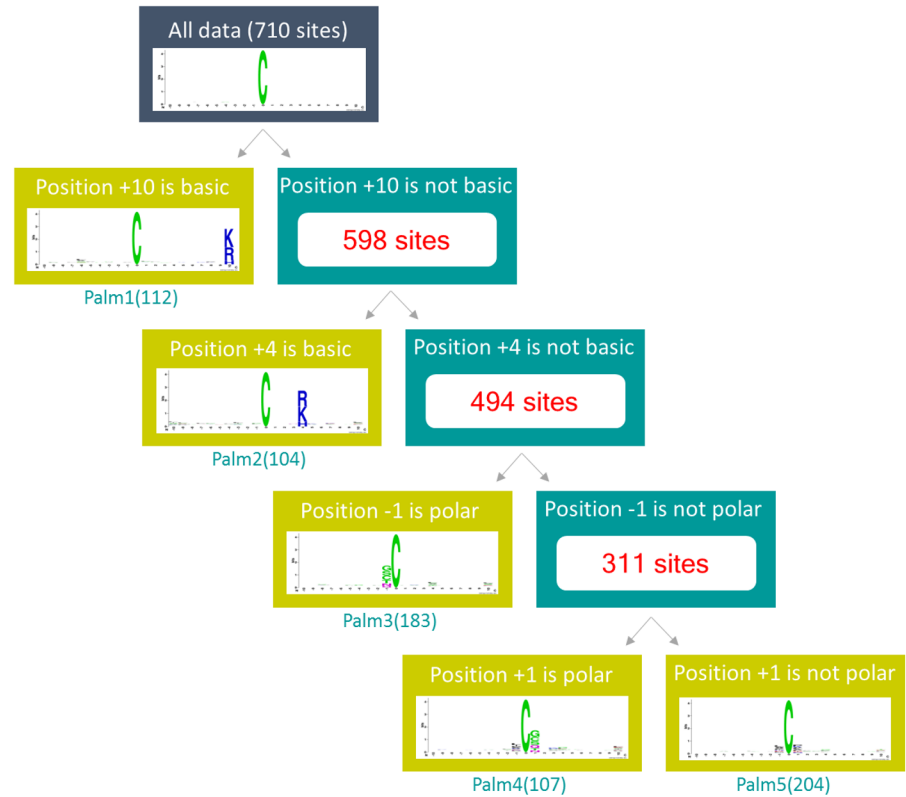 All data (710 sites)
C
Position +10 is basic
Position +10 is not basic
C
K
R
598 sites
Palm1(112)
Position +4 is basic
Position +4 is not basic
C
R
K
494 sites
Palm2(104)
Position -1 is polar
Position -1 is not polar
C
311 sites
Palm3(183)
Position +1 is polar
Position +1 is not polar
C
C
Palm4(107)
Palm5(204)